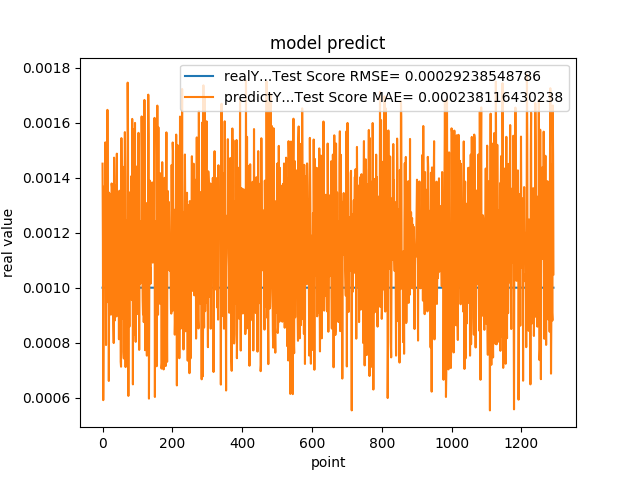 model predict
realY...Test Score RMSE= 0.00029238548786
predictY...Test Score MAE= 0.000238116430238
0.0018
0.0016
0.0014
0.0012
0.0010
0.0008
0.0006
real value
0 200 400 600 800 1000 1200
point